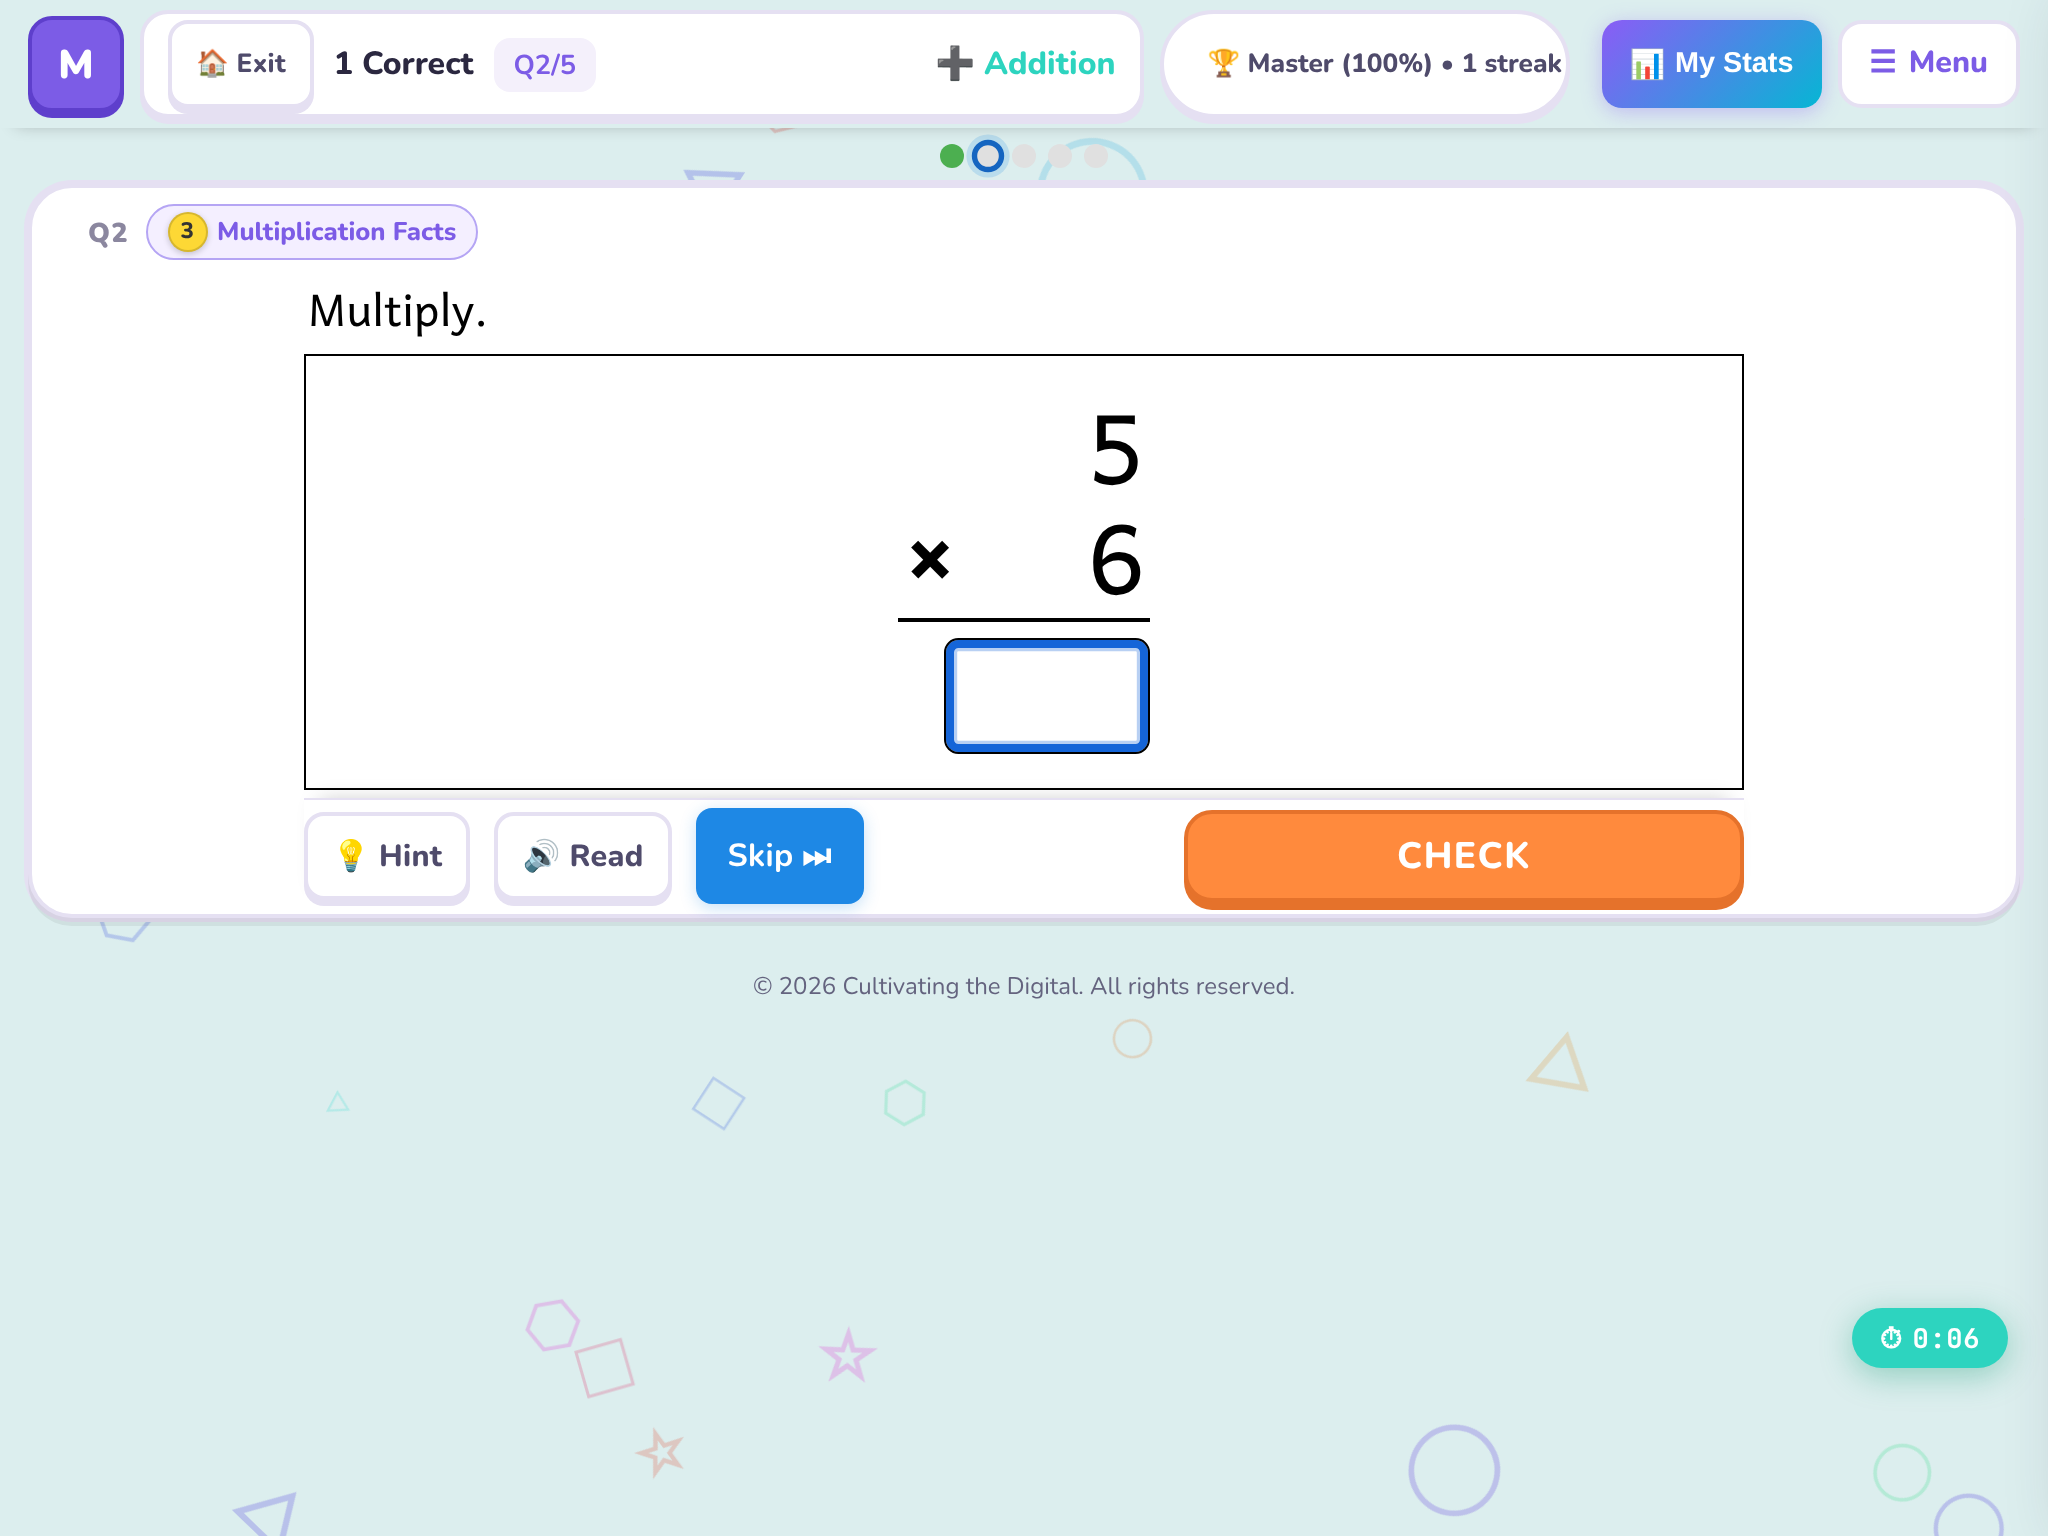 M
🏠 Exit
1 Correct
Q2/5
➕ Addition
🏆 Master (100%) • 1 streak
📊 My Stats
☰ Menu
Q2
3 Multiplication Facts
Multiply.
5
× 6
💡 Hint
🔊 Read
Skip ⏭
CHECK
© 2026 Cultivating the Digital. All rights reserved.
⏱ 0:06